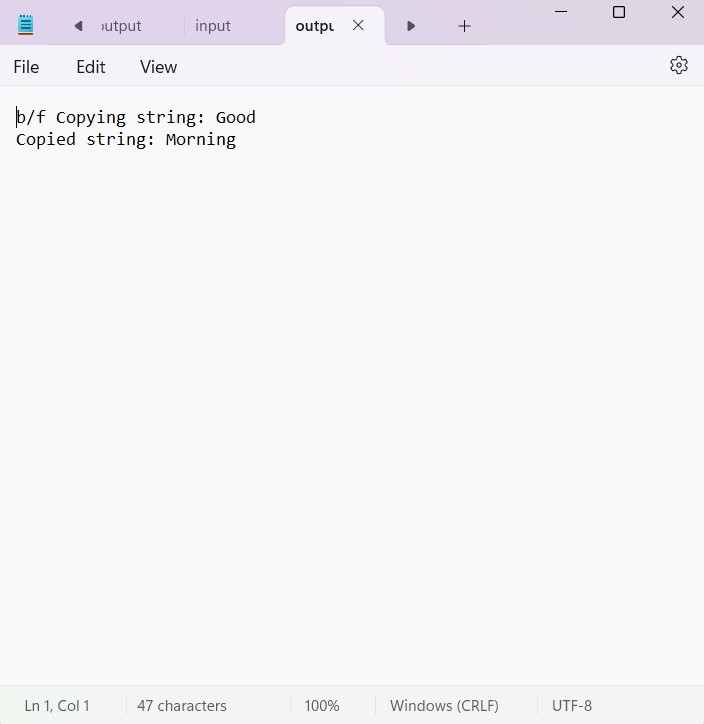 output
input
outpu
File Edit View
b/f Copying string: Good
Copied string: Morning
Ln 1, Col 1 47 characters 100% Windows (CRLF) UTF-8